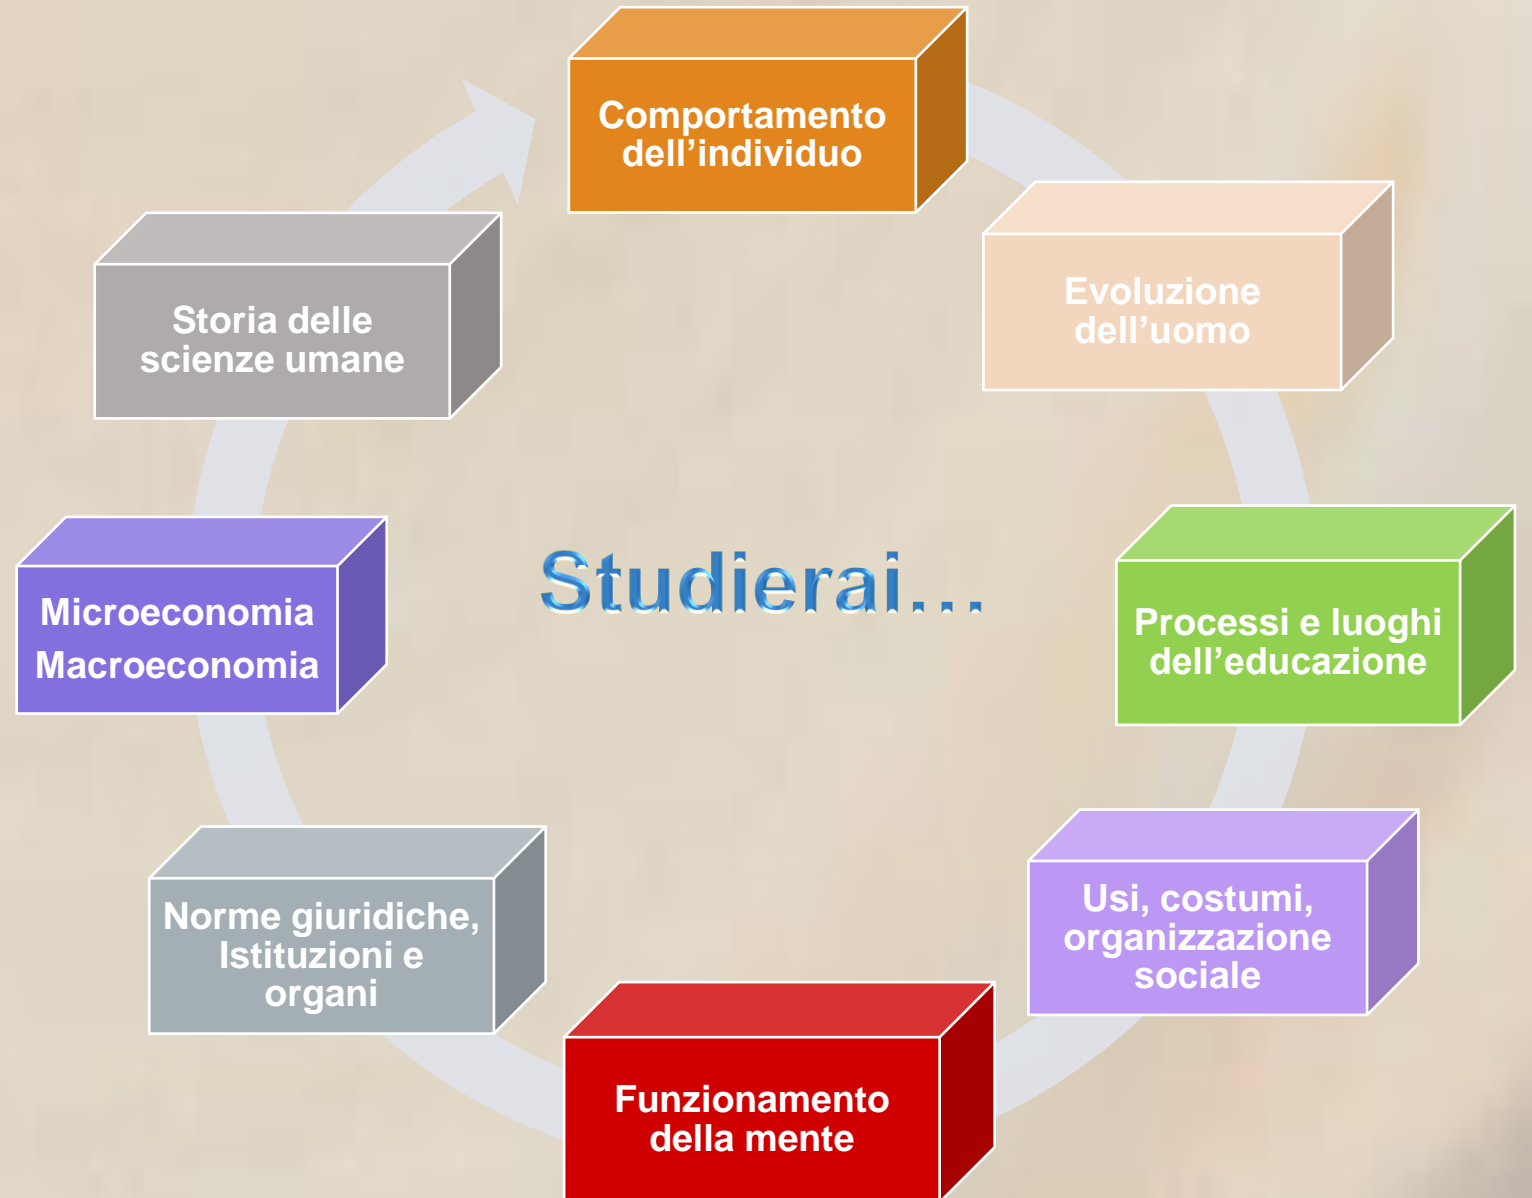 Comportamento
dell’individuo
Evoluzione
dell’uomo
Processi e luoghi
dell’educazione
Usi, costumi,
organizzazione
sociale
Funzionamento
della mente
Norme giuridiche,
Istituzioni e
organi
Microeconomia
Macroeconomia
Storia delle
scienze umane
Studierai…